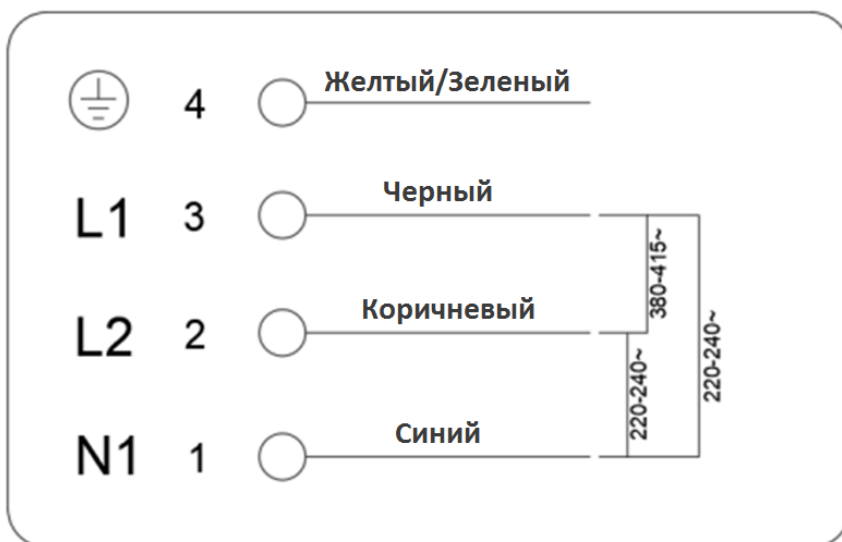 4 Желтый/Зеленый
L1 3 Черный
380-415~
L2 2 Коричневый
220-240~
220-240~
N1 1 Синий